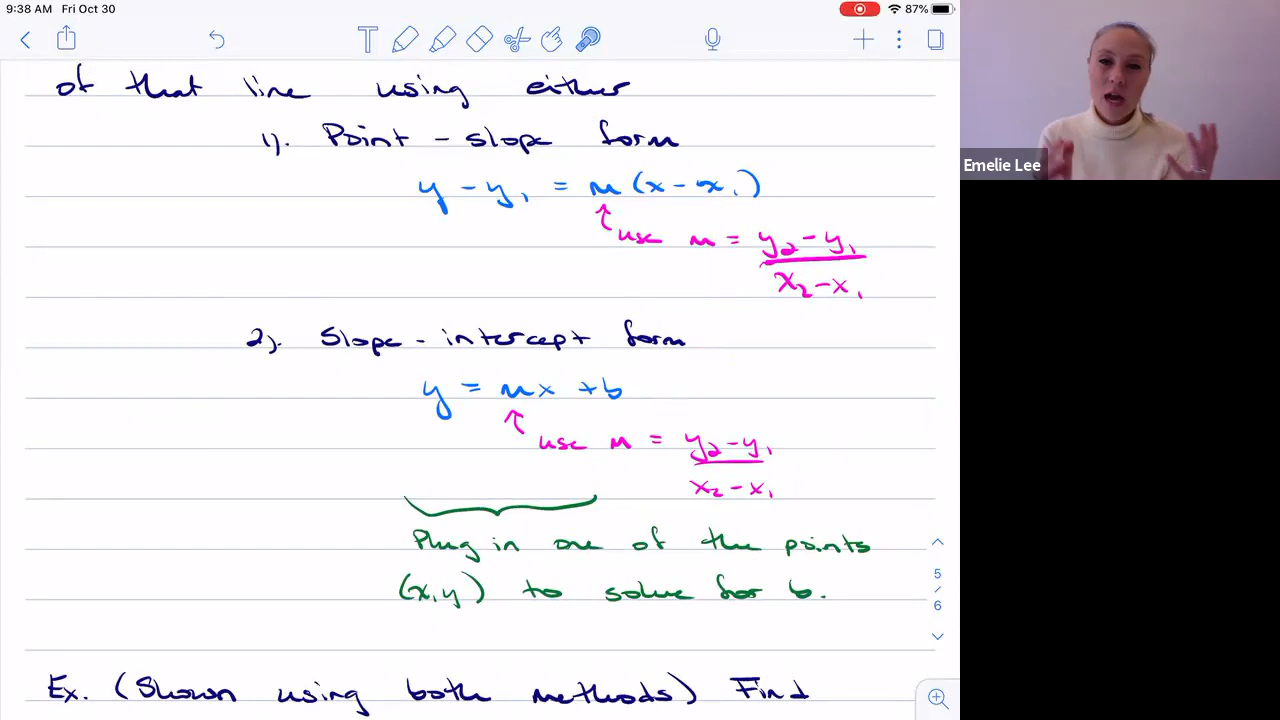 9:38 AM Fri Oct 30
87%
of that line using either
1). Point - slope form
y - y₁ = m (x - x₁)
use m = y₂ - y₁
x₂ - x₁
2). Slope - intercept form
y = mx + b
use m = y₂ - y₁
x₂ - x₁
Plug in one of the points
(x, y) to solve for b.
Ex. (Shown using both methods) Find
5
/
6
Emelie Lee